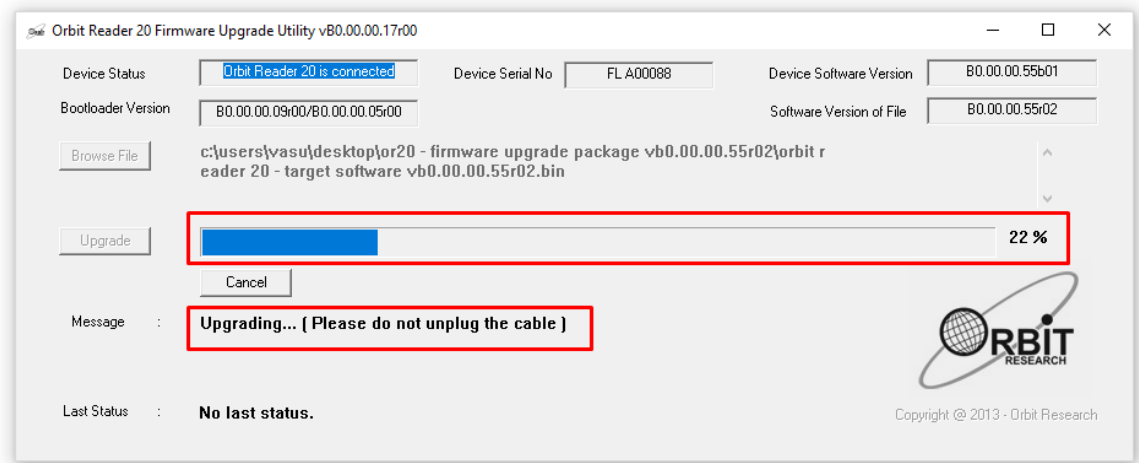 Orbit Reader 20 Firmware Upgrade Utility vB0.00.00.17r00
Device Status Orbit Reader 20 is connected Device Serial No FL A00088 Device Software Version B0.00.00.55b01
Bootloader Version B0.00.00.09r00/B0.00.00.05r00 Software Version of File B0.00.00.55r02
Browse File
c:\users\vasu\desktop\or20 - firmware upgrade package vb0.00.00.55r02\orbit r
eader 20 - target software vb0.00.00.55r02.bin
Upgrade 22 %
Cancel
Message : Upgrading... ( Please do not unplug the cable )
ORBIT
RESEARCH
Last Status : No last status.
Copyright @ 2013 - Orbit Research